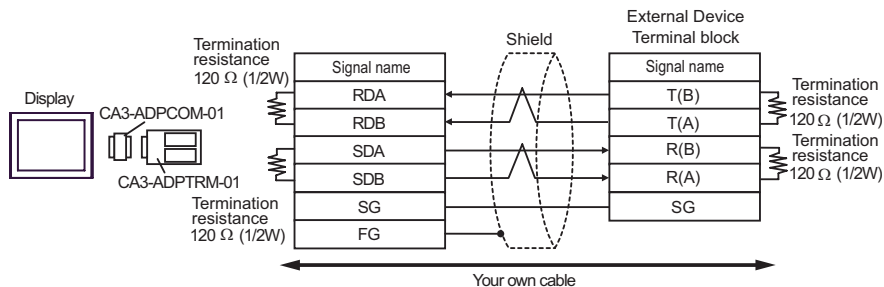 External Device
Terminal block
Shield
Termination
resistance
120 Ω (1/2W)
Signal name
Signal name
RDA
T(B)
Termination
resistance
120 Ω (1/2W)
Display
CA3-ADPCOM-01
RDB
T(A)
SDA
R(B)
Termination
resistance
120 Ω (1/2W)
CA3-ADPTRM-01
SDB
R(A)
Termination
resistance
120 Ω (1/2W)
SG
SG
FG
Your own cable